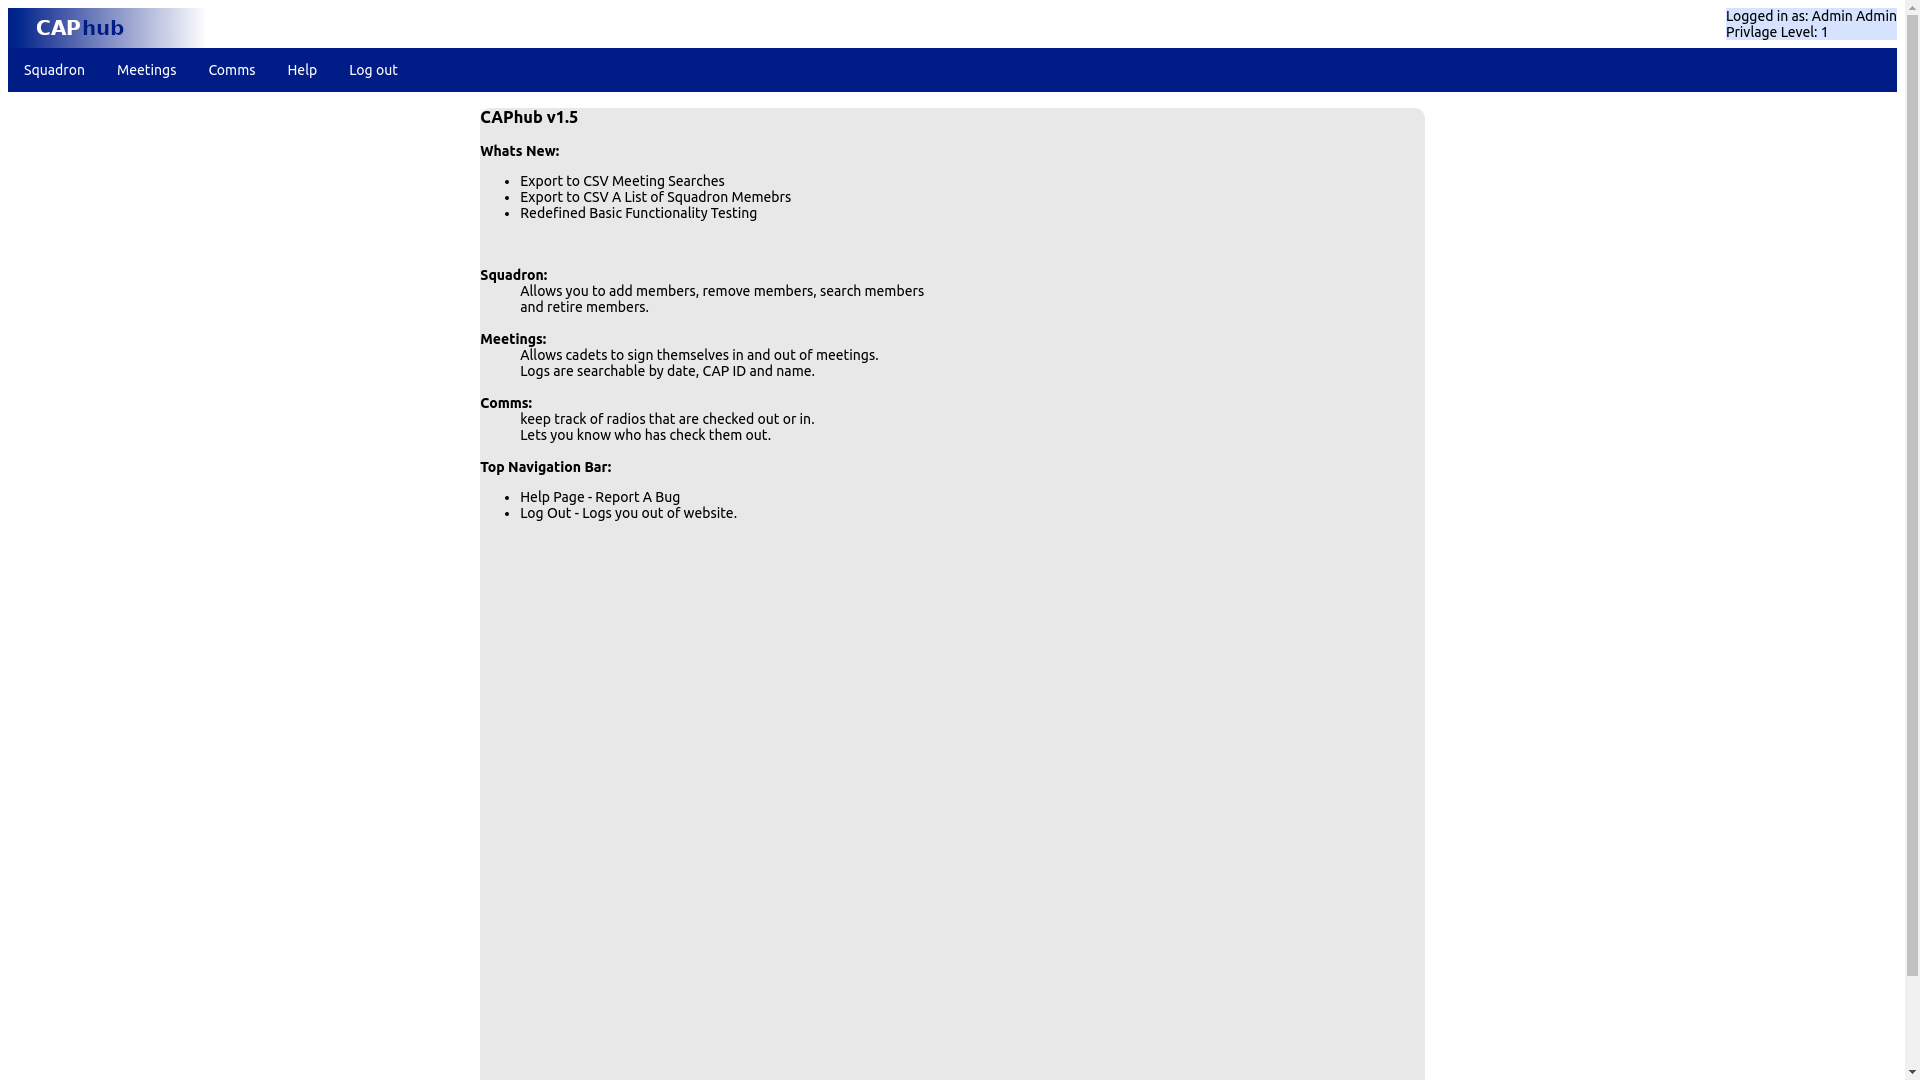 CAPhub
Logged in as: Admin Admin
Privlage Level: 1
Squadron Meetings Comms Help Log out
CAPhub v1.5
Whats New:
• Export to CSV Meeting Searches
• Export to CSV A List of Squadron Memebrs
• Redefined Basic Functionality Testing
Squadron:
Allows you to add members, remove members, search members
and retire members.
Meetings:
Allows cadets to sign themselves in and out of meetings.
Logs are searchable by date, CAP ID and name.
Comms:
keep track of radios that are checked out or in.
Lets you know who has check them out.
Top Navigation Bar:
• Help Page - Report A Bug
• Log Out - Logs you out of website.